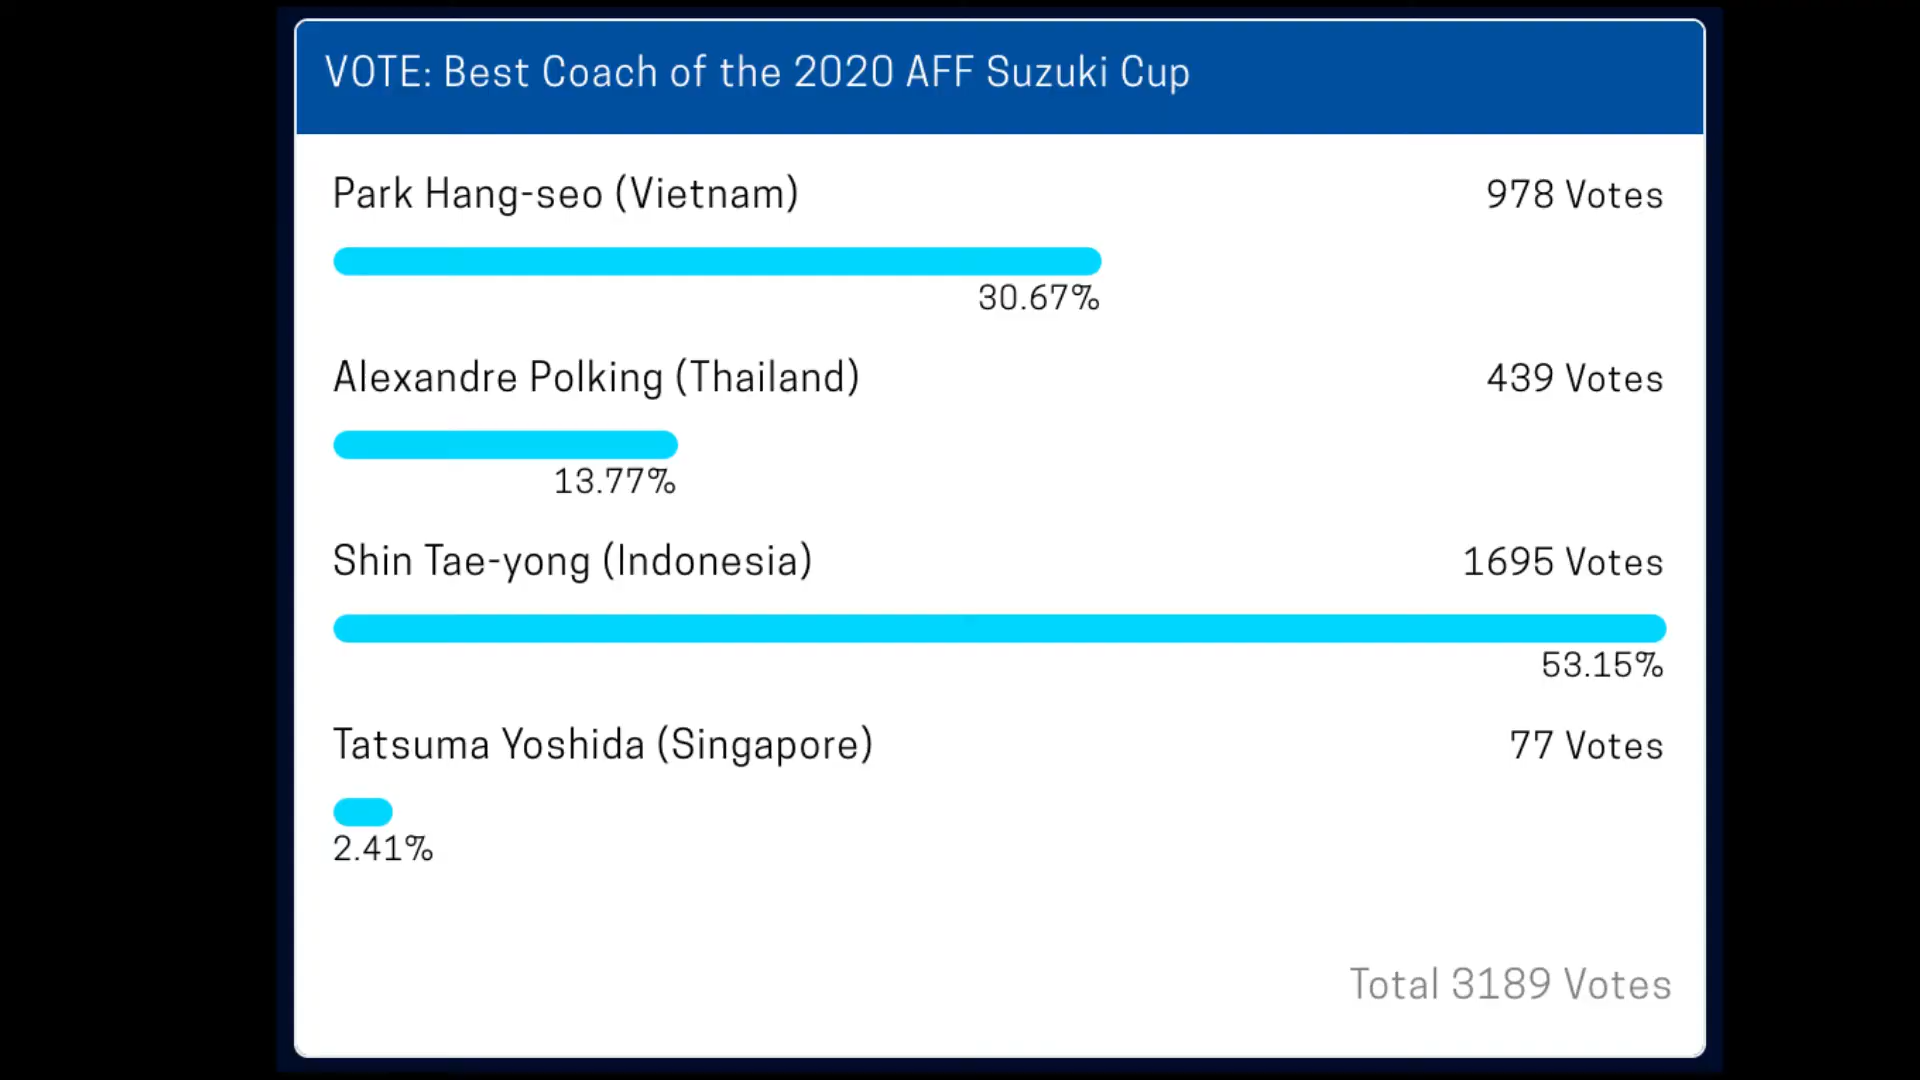 VOTE: Best Coach of the 2020 AFF Suzuki Cup
Park Hang-seo (Vietnam) 978 Votes
30.67%
Alexandre Polking (Thailand) 439 Votes
13.77%
Shin Tae-yong (Indonesia) 1695 Votes
53.15%
Tatsuma Yoshida (Singapore) 77 Votes
2.41%
Total 3189 Votes